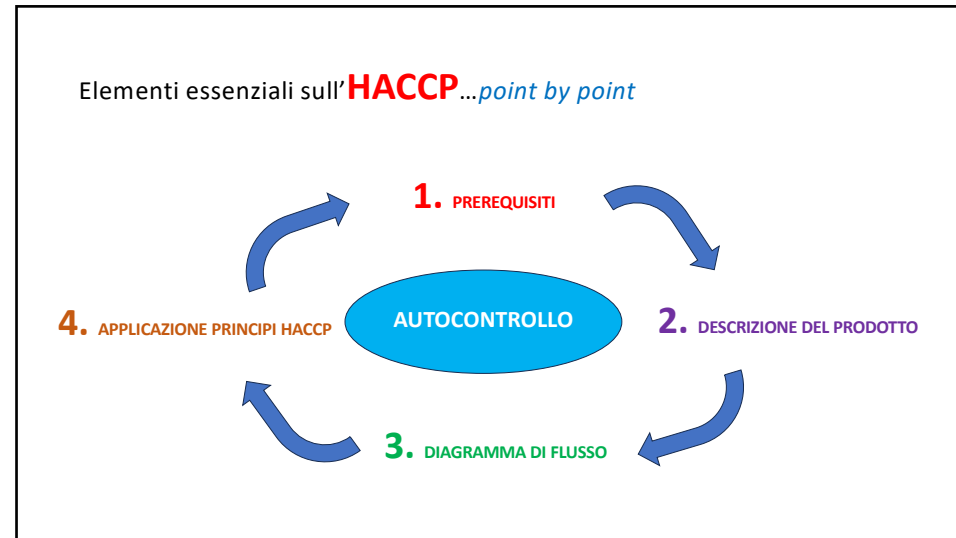 Elementi essenziali sull'HACCP...point by point
1. PREREQUISITI
2. DESCRIZIONE DEL PRODOTTO
3. DIAGRAMMA DI FLUSSO
4. APPLICAZIONE PRINCIPI HACCP
AUTOCONTROLLO